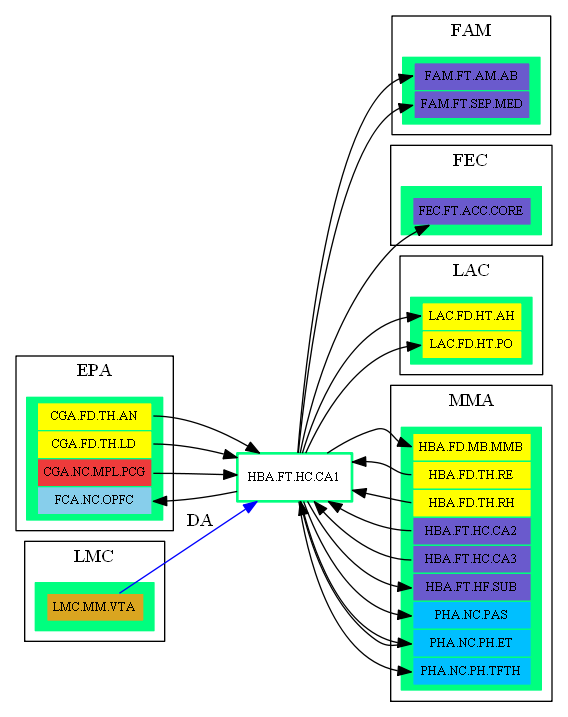 FAM
FAM.FT.AM.AB
FAM.FT.SEP.MED
FEC
FEC.FT.ACC.CORE
LAC
LAC.FD.HT.AH
LAC.FD.HT.PO
EPA
CGA.FD.TH.AN
CGA.FD.TH.LD
CGA.NC.MPL.PCG
FCA.NC.OPFC
LMC
LMC.MM.VTA
DA
HBA.FT.HC.CA1
MMA
HBA.FD.MB.MMB
HBA.FD.TH.RE
HBA.FD.TH.RH
HBA.FT.HC.CA2
HBA.FT.HC.CA3
HBA.FT.HF.SUB
PHA.NC.PAS
PHA.NC.PH.ET
PHA.NC.PH.TFTH